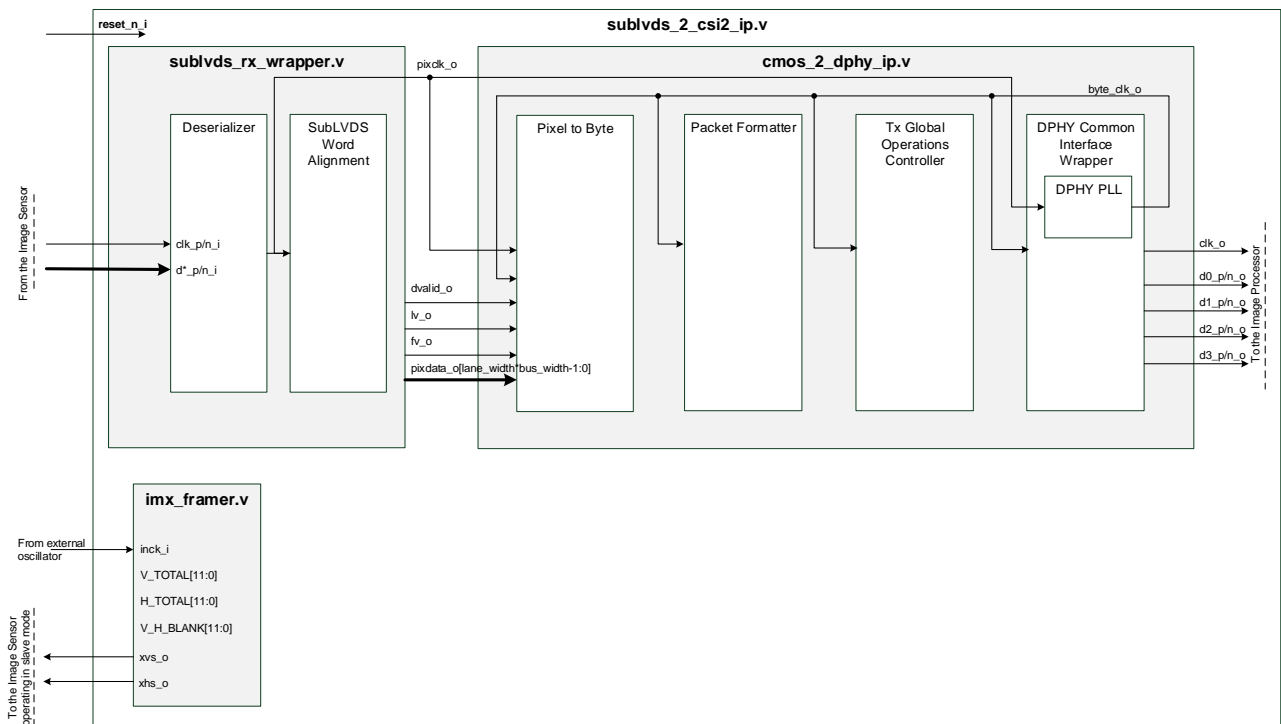 reset_n_i
sublvds_2_csi2_ip.v
sublvds_rx_wrapper.v
pixclk_o
cmos_2_dphy_ip.v
byte_clk_o
Deserializer
SubLVDS
Word
Alignment
Pixel to Byte
Packet Formatter
Tx Global
Operations
Controller
DPHY Common
Interface
Wrapper
DPHY PLL
From the Image Sensor
clk_p/n_i
d*_p/n_i
dvalid_o
lv_o
fv_o
pixdata_o[lane_width*bus_width-1:0]
clk_o
d0_p/n_o
d1_p/n_o
d2_p/n_o
d3_p/n_o
To the Image Processor
imx_framer.v
From external
oscillator
inck_i
V_TOTAL[11:0]
H_TOTAL[11:0]
V_H_BLANK[11:0]
xvs_o
xhs_o
To the Image Sensor
operating in slave mode